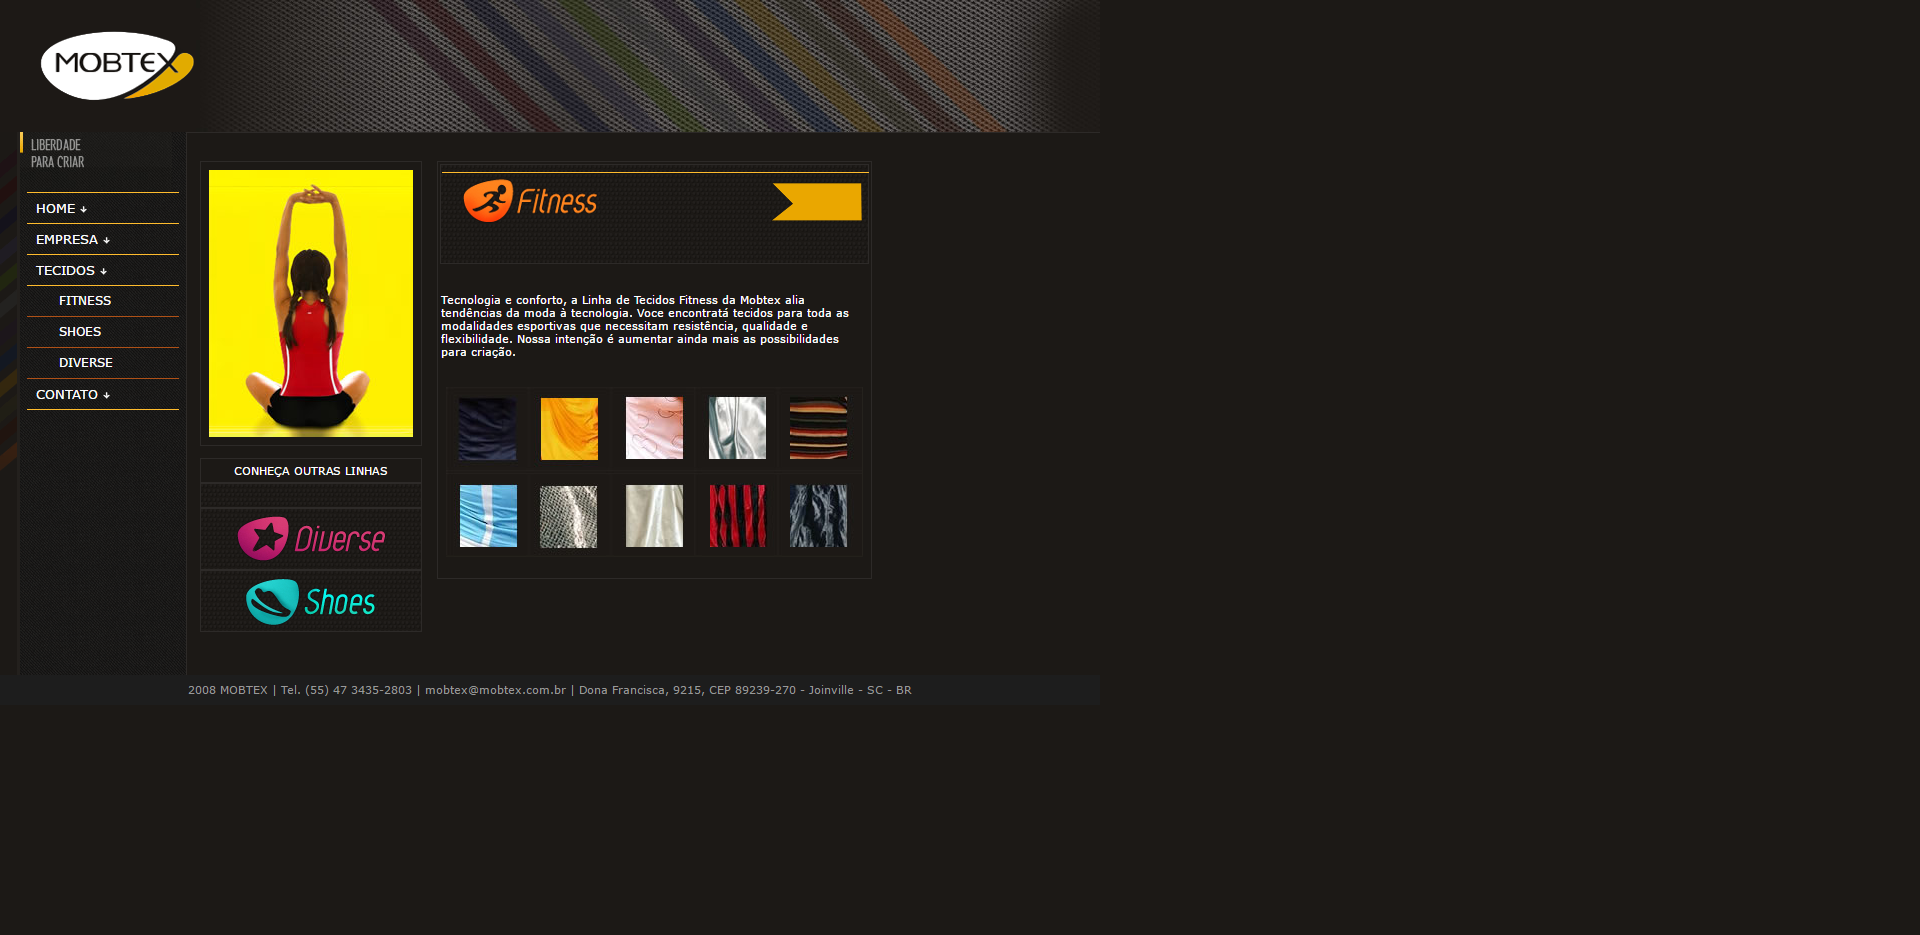 MOBTEX
LIBERDADE
PARA CRIAR
HOME
EMPRESA
TECIDOS
FITNESS
SHOES
DIVERSE
CONTATO
CONHEÇA OUTRAS LINHAS
Diverse
Shoes
Fitness
Tecnologia e conforto, a Linha de Tecidos Fitness da Mobtex alia
tendências da moda à tecnologia. Voce encontratá tecidos para toda as
modalidades esportivas que necessitam resistência, qualidade e
flexibilidade. Nossa intenção é aumentar ainda mais as possibilidades
para criação.
2008 MOBTEX | Tel. (55) 47 3435-2803 | mobtex@mobtex.com.br | Dona Francisca, 9215, CEP 89239-270 - Joinville - SC - BR